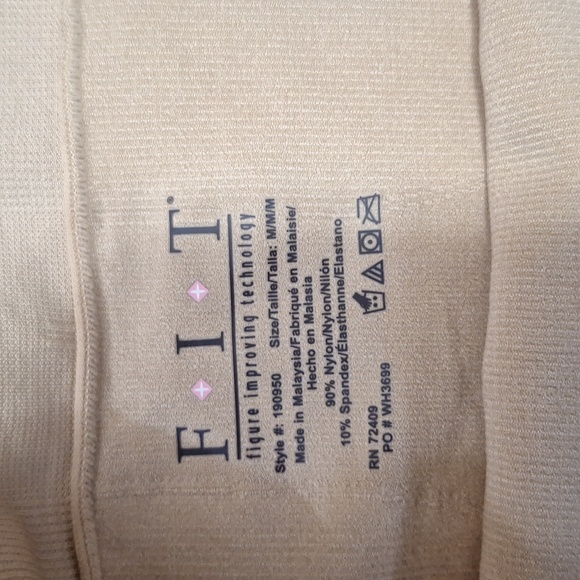 F I T®
figure improving technology
Style #: 190950 Size/Taille/Talla: M/M/M
Made in Malaysia/Fabriqué en Malaisie/
Hecho en Malasia
90% Nylon/Nylon/Nilón
10% Spandex/Élasthanne/Elastano
RN 72409
PO # WH3699